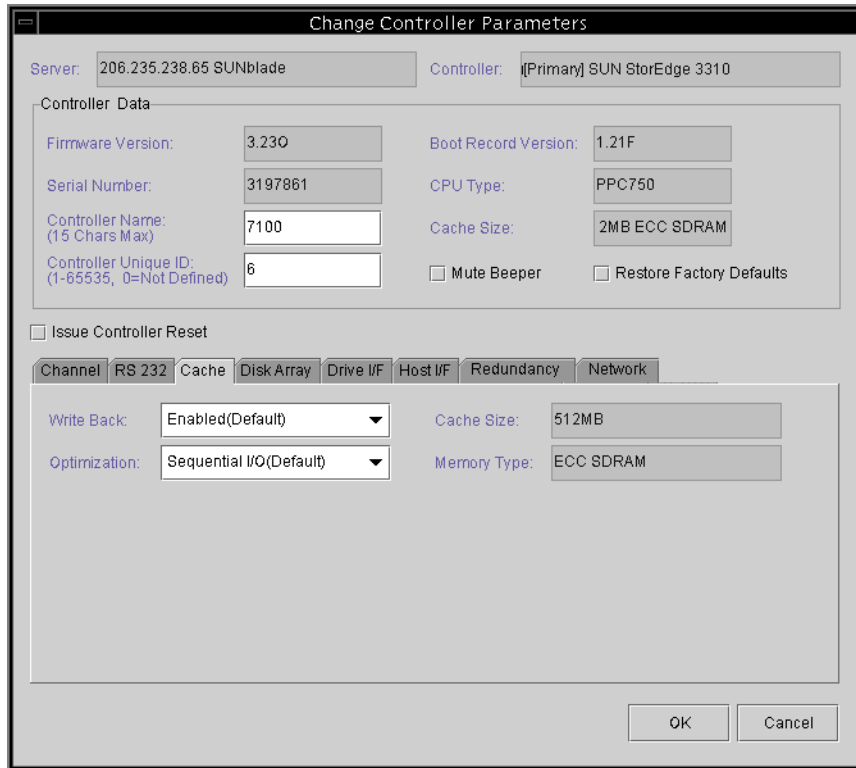 Change Controller Parameters
Server: 206.235.238.65 SUNblade Controller: [Primary] SUN StorEdge 3310
Controller Data
Firmware Version: 3.23Q Boot Record Version: 1.21F
Serial Number: 3197861 CPU Type: PPC750
Controller Name: 7100 Cache Size: 2MB ECC SDRAM
(15 Chars Max)
Controller Unique ID: 6
(1-65535, 0=Not Defined) Mute Beeper Restore Factory Defaults
Issue Controller Reset
Channel RS 232 Cache Disk Array Drive I/F Host I/F Redundancy Network
Write Back: Enabled(Default) Cache Size: 512MB
Optimization: Sequential I/O(Default) Memory Type: ECC SDRAM
OK Cancel